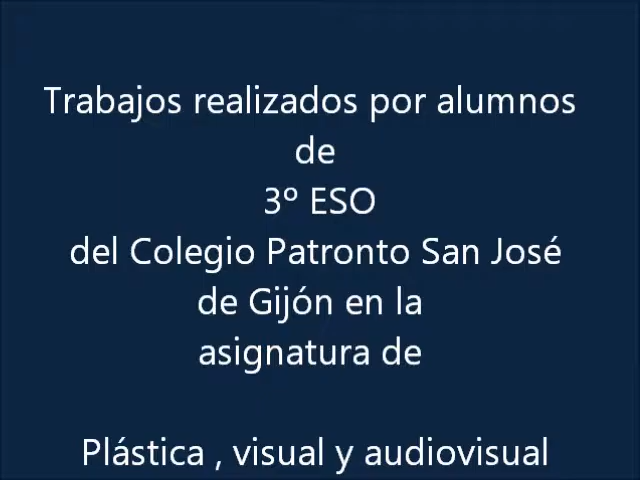 Trabajos realizados por alumnos
de
3º ESO
del Colegio Patronto San José
de Gijón en la
asignatura de
Plástica , visual y audiovisual